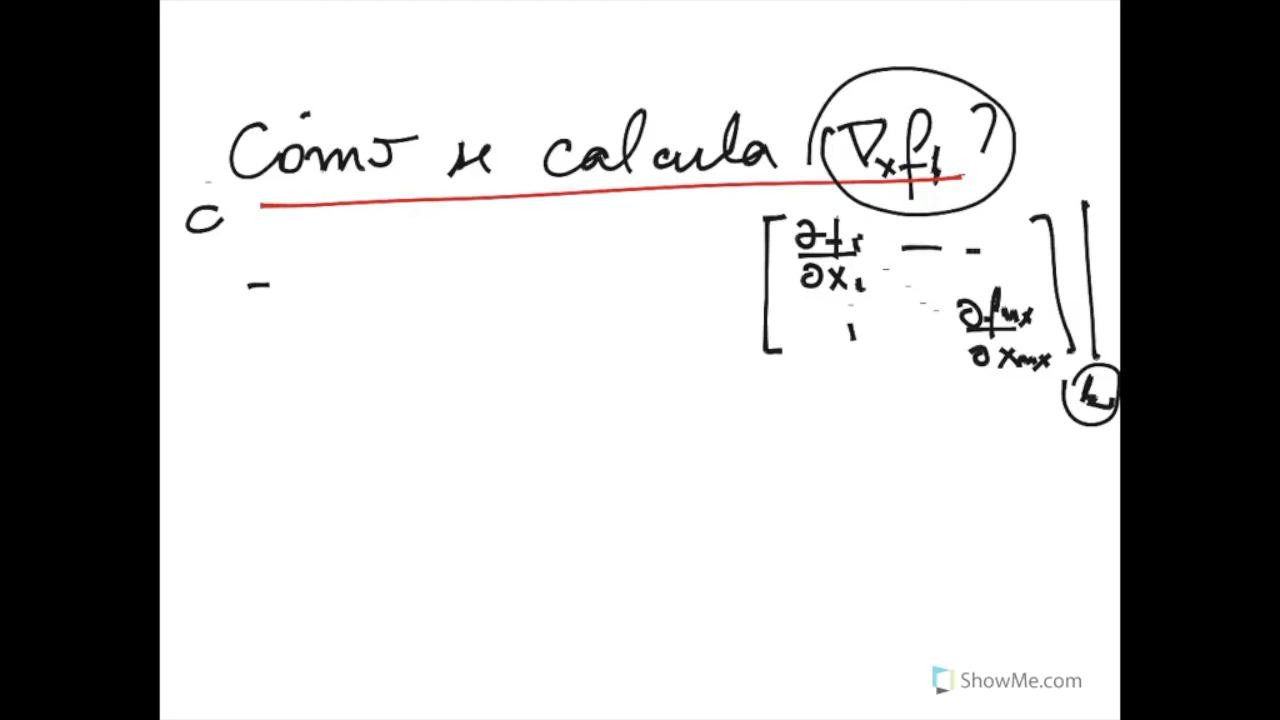 Cómo se calcula ∇ₓf₁ ?
[ ∂f₁/∂x₁ — -
∂fₙₓ/∂xₙₓ ] |ₖ
ShowMe.com